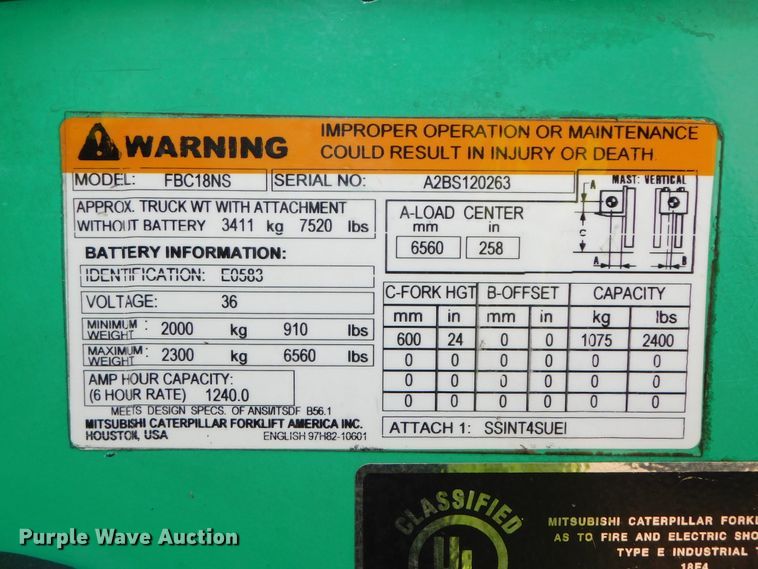 WARNING
IMPROPER OPERATION OR MAINTENANCE
COULD RESULT IN INJURY OR DEATH.
MODEL: FBC18NS
SERIAL NO: A2BS120263
APPROX. TRUCK WT WITH ATTACHMENT
WITHOUT BATTERY 3411 kg 7520 lbs
BATTERY INFORMATION:
IDENTIFICATION: E0583
VOLTAGE: 36
MINIMUM WEIGHT : 2000 kg 910 lbs
MAXIMUM WEIGHT : 2300 kg 6560 lbs
AMP HOUR CAPACITY:
(6 HOUR RATE) 1240.0
MEETS DESIGN SPECS. OF ANSI/ITSDF B56.1
MITSUBISHI CATERPILLAR FORKLIFT AMERICA INC.
HOUSTON, USA ENGLISH 97H82-10601
A-LOAD CENTER
mm in
6560 258
MAST: VERTICAL
A
C
A B
C-FORK HGT B-OFFSET CAPACITY
mm in mm in kg lbs
600 24 0 0 1075 2400
0 0 0 0 0 0
0 0 0 0 0 0
0 0 0 0 0 0
ATTACH 1: SSINT4SUEI
CLASSIFIED
UL
MITSUBISHI CATERPILLAR FORKL
AS TO FIRE AND ELECTRIC SHO
TYPE E INDUSTRIAL T
18E4
Purple Wave Auction